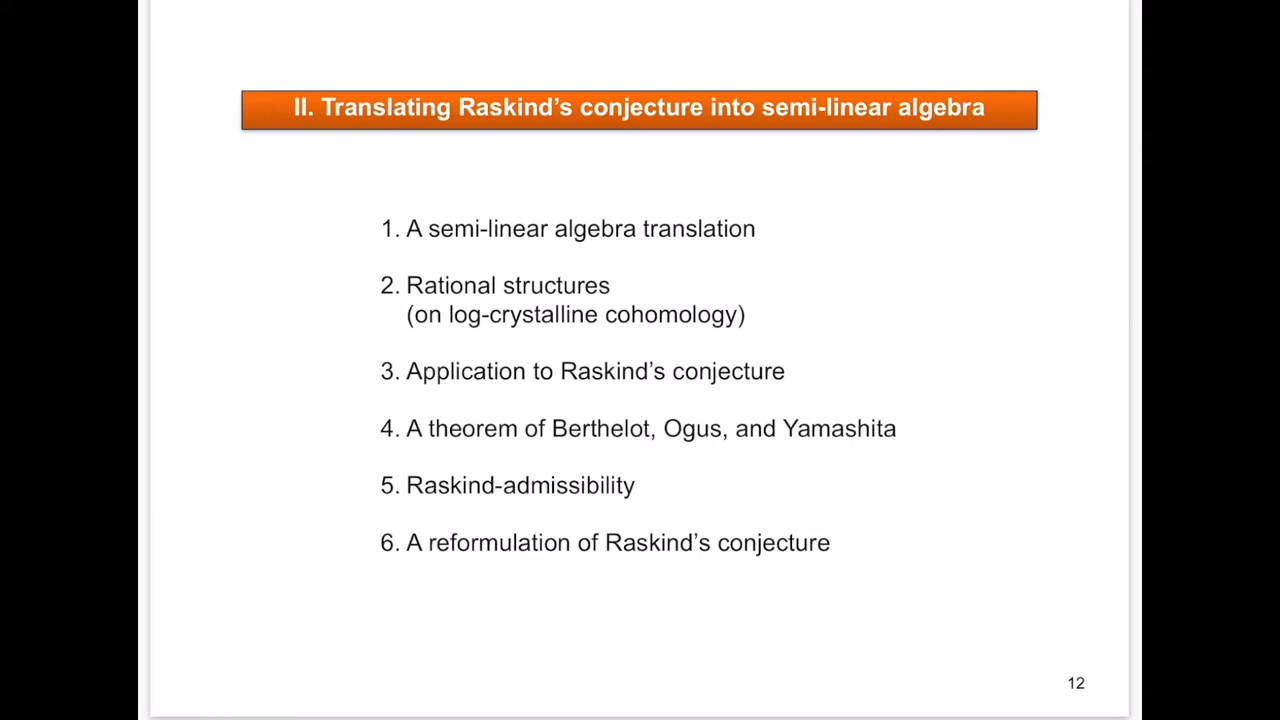 II. Translating Raskind's conjecture into semi-linear algebra
1. A semi-linear algebra translation
2. Rational structures
(on log-crystalline cohomology)
3. Application to Raskind's conjecture
4. A theorem of Berthelot, Ogus, and Yamashita
5. Raskind-admissibility
6. A reformulation of Raskind's conjecture
12